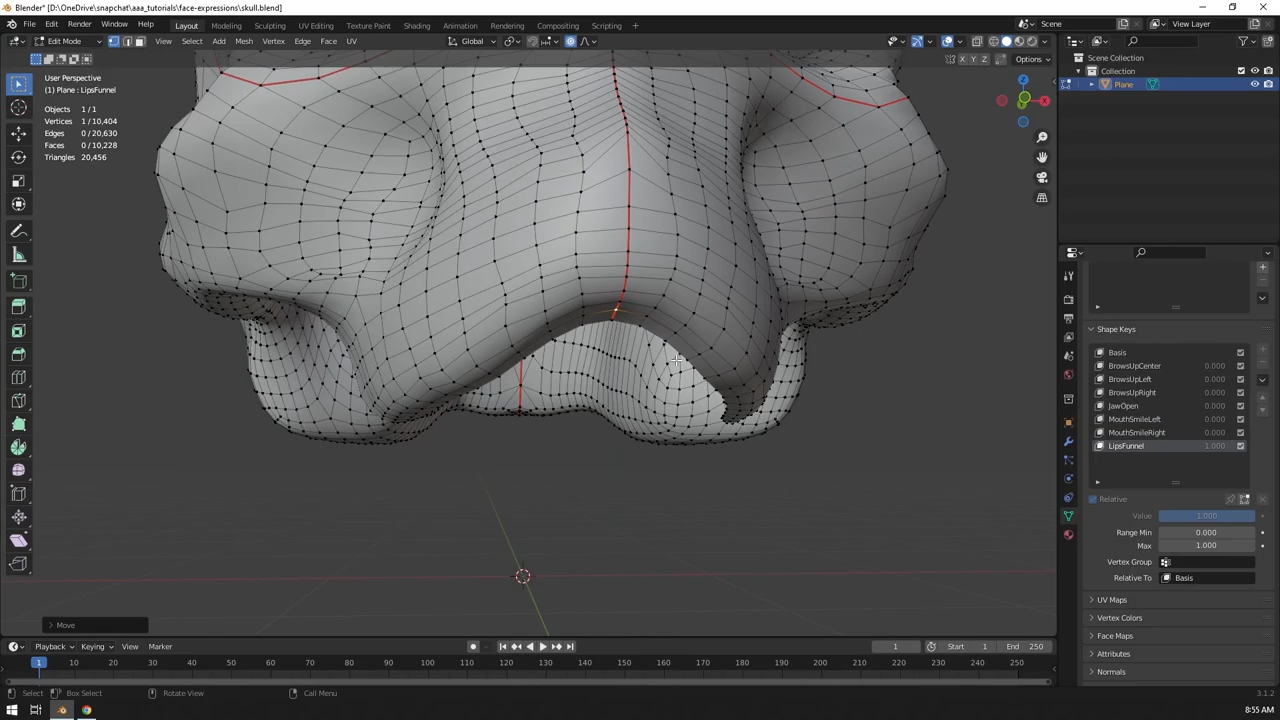 Blender* [D:\OneDrive\snapchat\aaa_tutorials\face-expressions\skull.blend]
File Edit Render Window Help Layout Modeling Sculpting UV Editing Texture Paint Shading Animation Rendering Compositing Scripting Scene View Layer
Edit Mode View Select Add Mesh Vertex Edge Face UV Global
X Y Z Options
User Perspective
(1) Plane : LipsFunnel
Objects 1/1
Vertices 1/10,404
Edges 0/20,630
Faces 0/10,228
Triangles 20,456
Z
X
Y
Scene Collection
Collection
Plane
Shape Keys
Basis
BrowsUpCenter 0.000
BrowsUpLeft 0.000
BrowsUpRight 0.000
JawOpen 0.000
MouthSmileLeft 0.000
MouthSmileRight 0.000
LipsFunnel 1.000
Relative
Value 1.000
Range Min 0.000
Max 1.000
Vertex Group
Relative To Basis
UV Maps
Vertex Colors
Face Maps
Attributes
Normals
Move
Playback Keying View Marker 1 Start 1 End 250
1 10 20 30 40 50 60 70 80 90 100 110 120 130 140 150 160 170 180 190 200 210 220 230 240 250
Select Box Select Rotate View Call Menu 3.1.2
8:55 AM